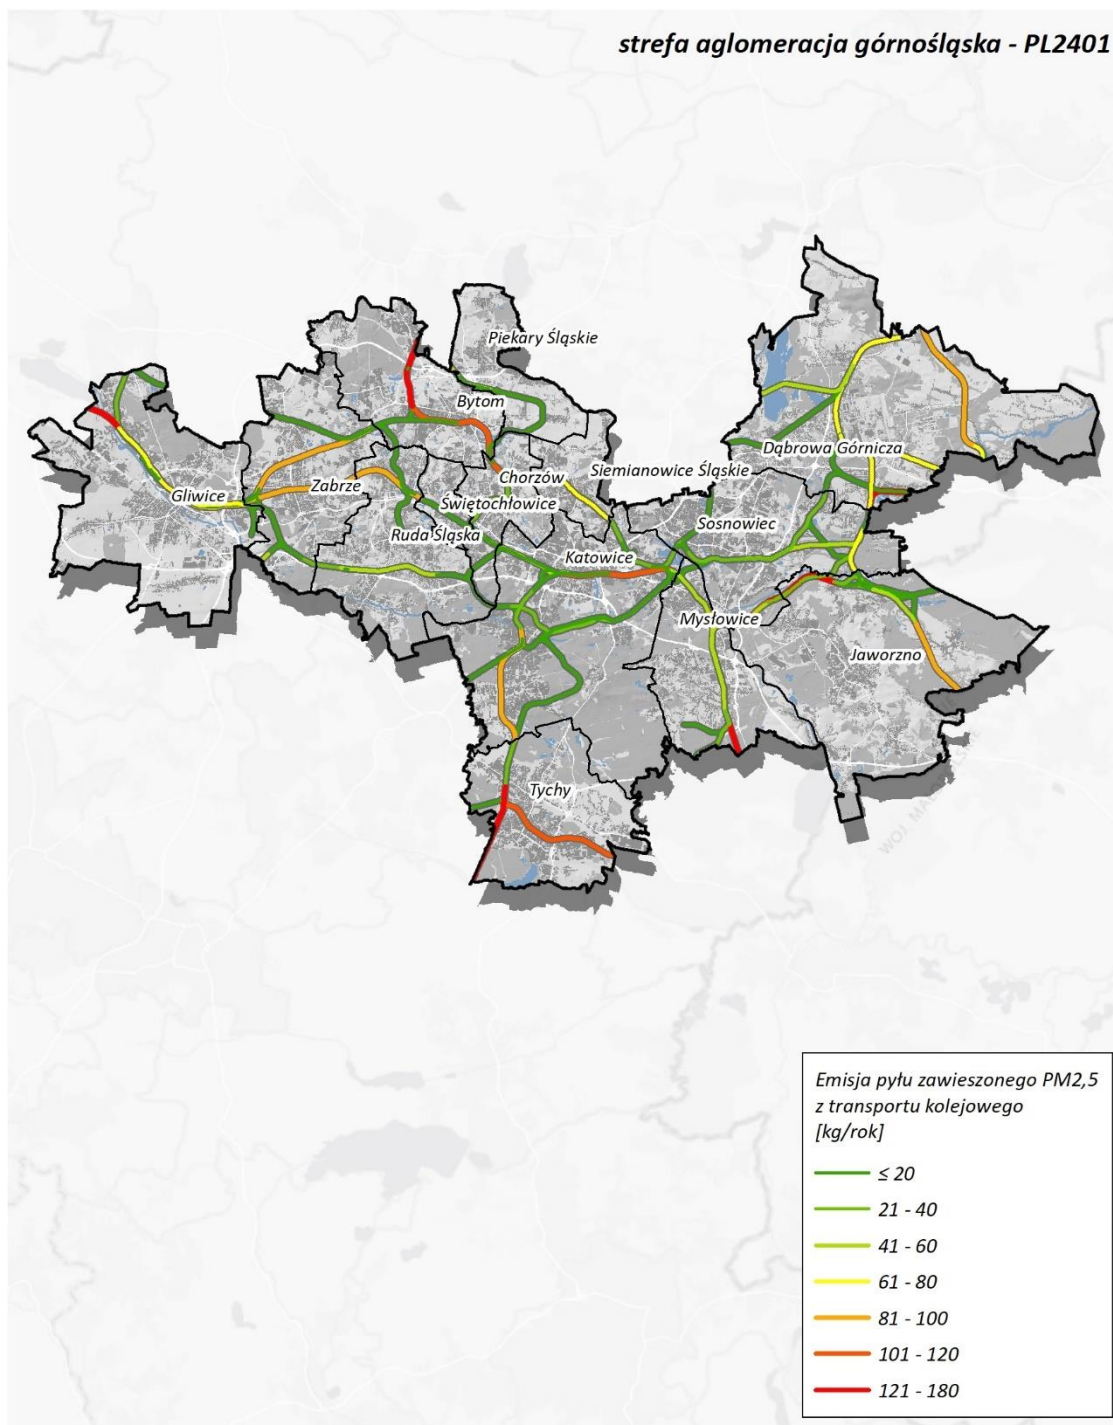 strefa aglomeracja górnośląska - PL2401
Piekary Śląskie
Bytom
Dąbrowa Górnicza
Siemianowice Śląskie
Chorzów
Zabrze
Gliwice
Świętochłowice
Sosnowiec
Ruda Śląska
Katowice
Mysłowice
Jaworzno
Tychy
Emisja pyłu zawieszonego PM2,5
z transportu kolejowego
[kg/rok]
≤ 20
21 - 40
41 - 60
61 - 80
81 - 100
101 - 120
121 - 180